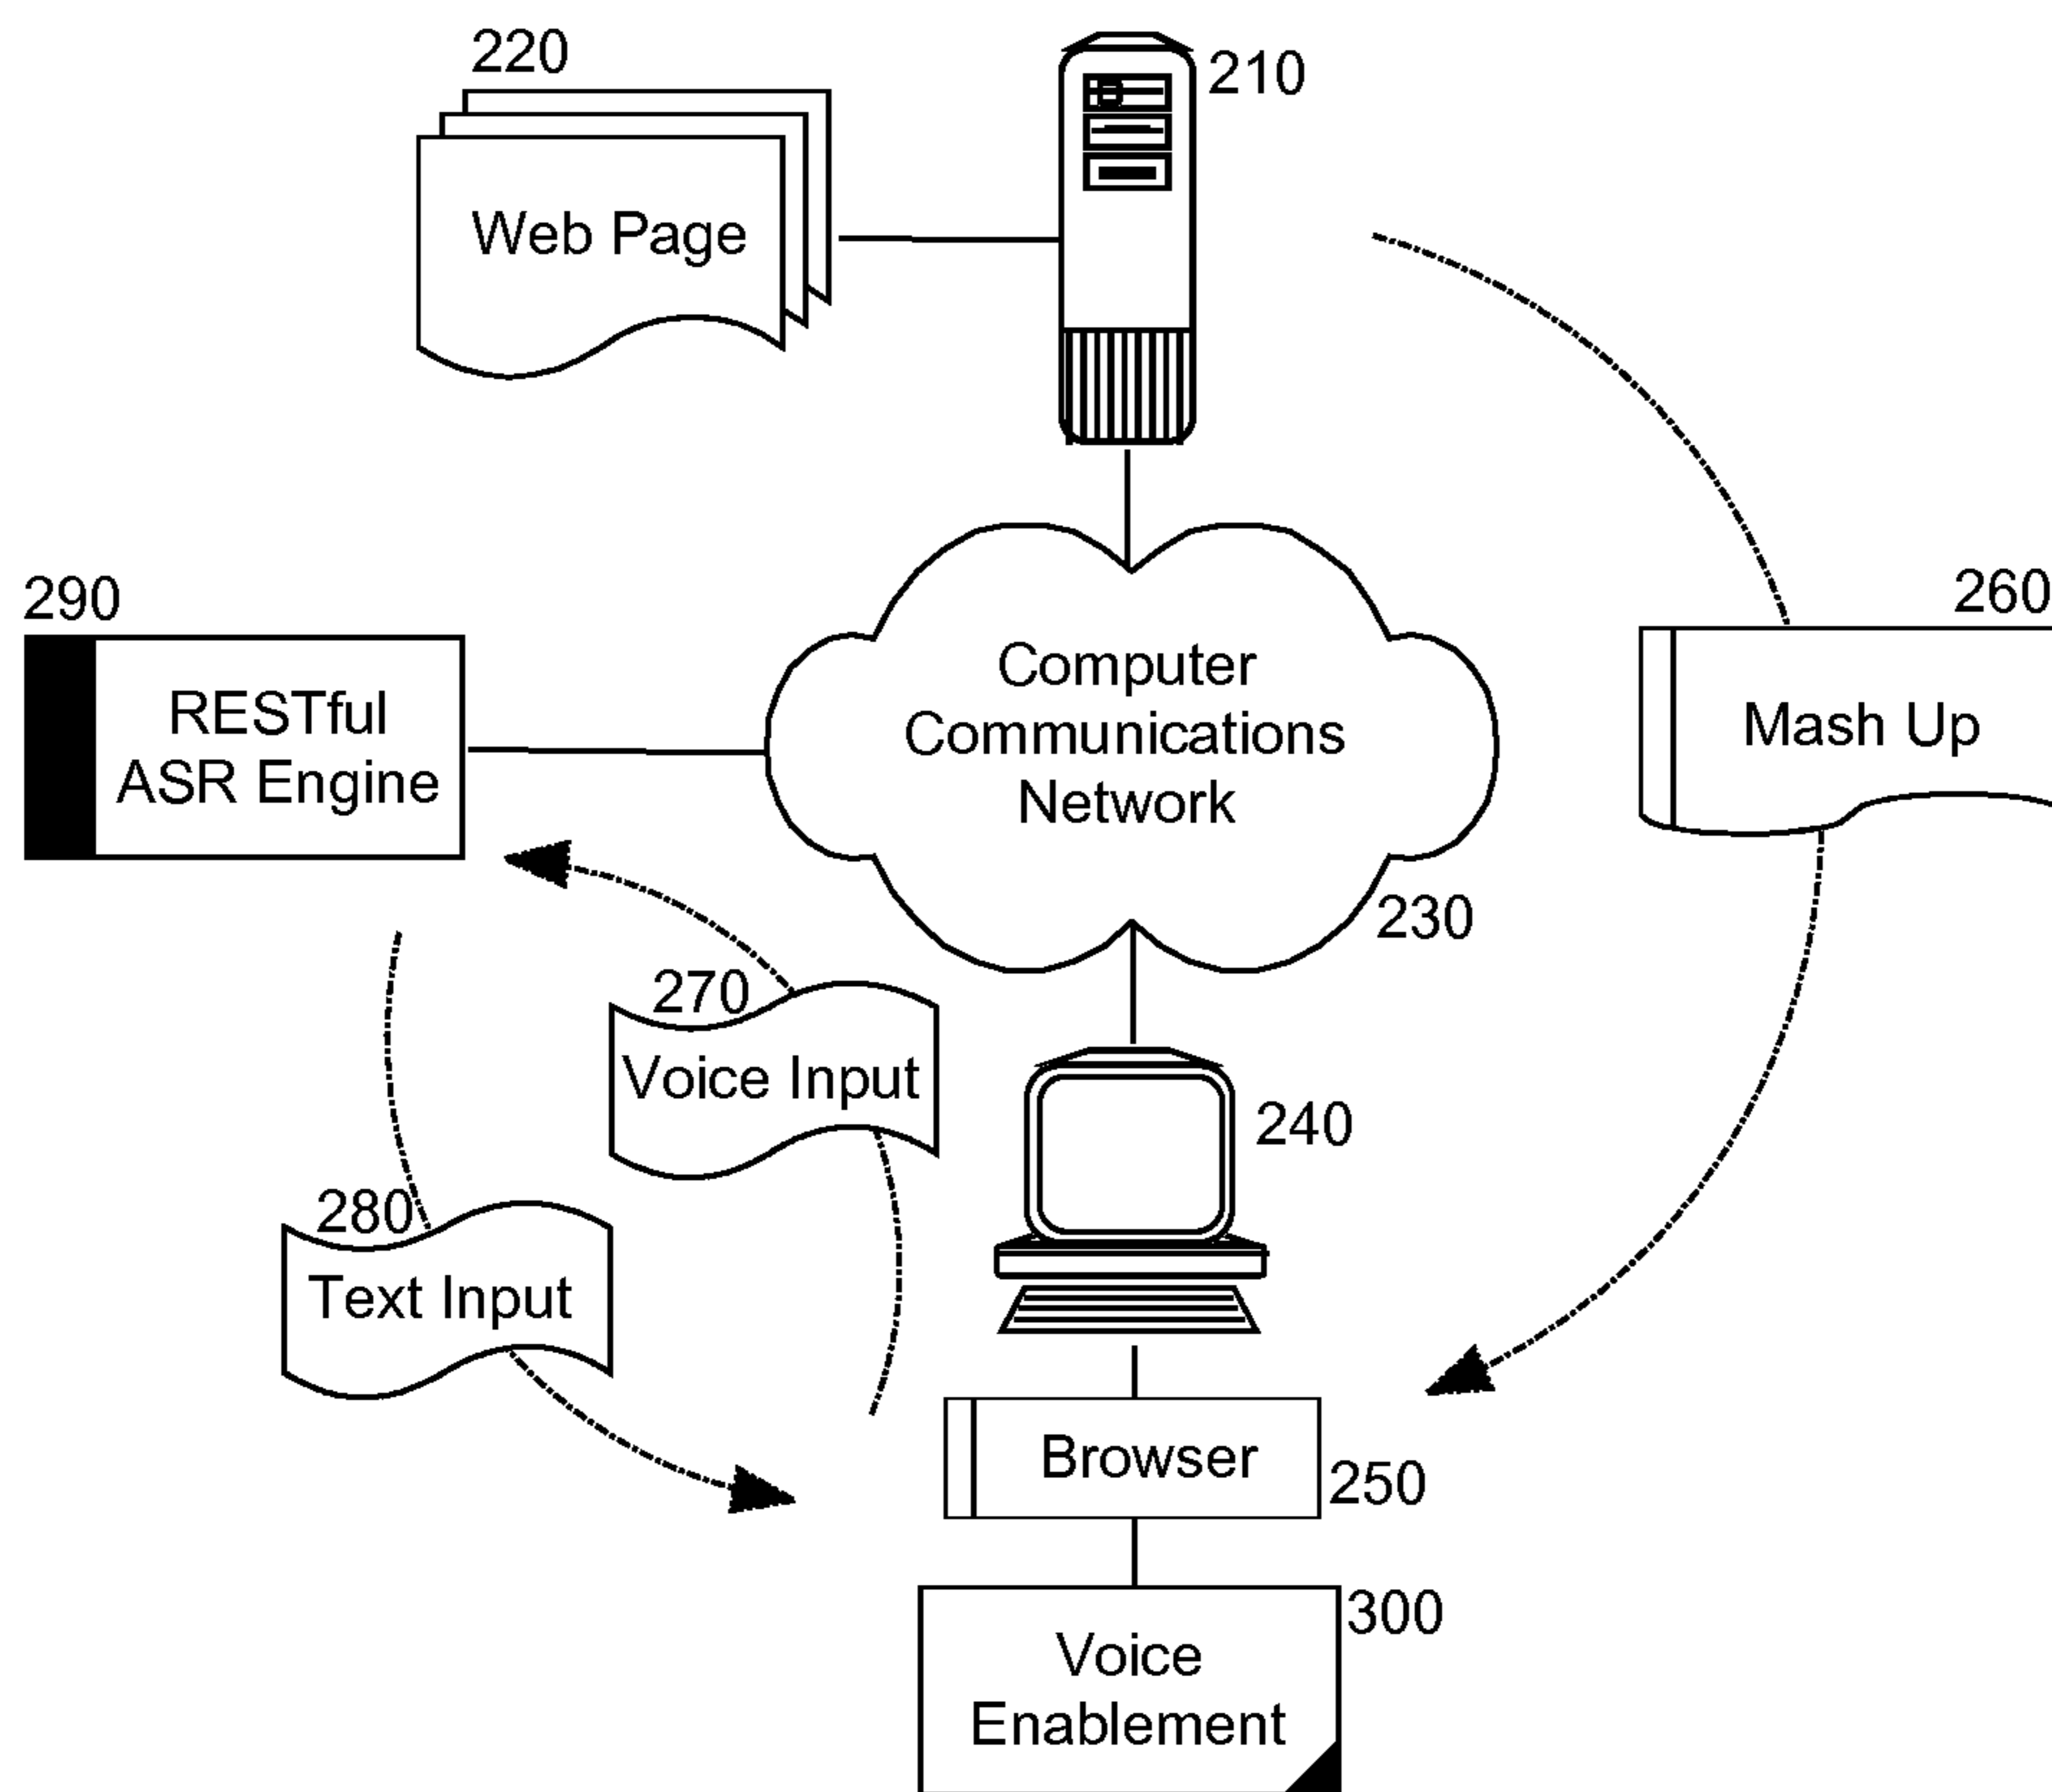 220
210
Web Page
290
RESTful
ASR Engine
Computer
Communications
Network
260
Mash Up
230
270
Voice Input
240
280
Text Input
Browser
250
300
Voice
Enablement